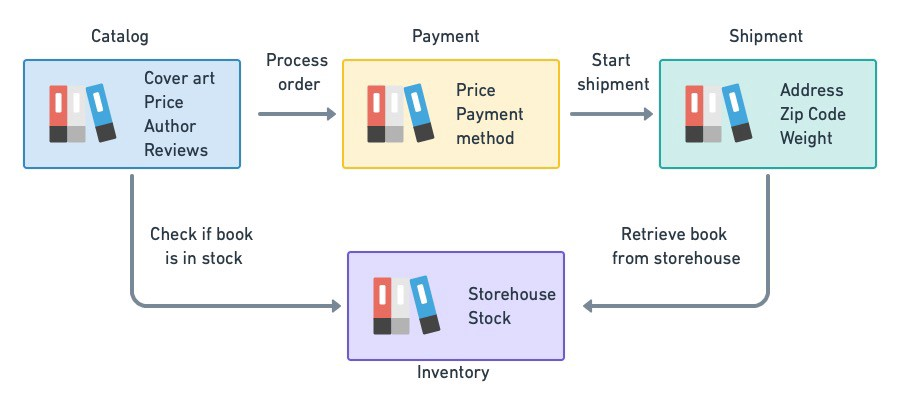 Catalog
Cover art
Price
Author
Reviews
Process
order
Payment
Price
Payment
method
Start
shipment
Shipment
Address
Zip Code
Weight
Check if book
is in stock
Retrieve book
from storehouse
Storehouse
Stock
Inventory